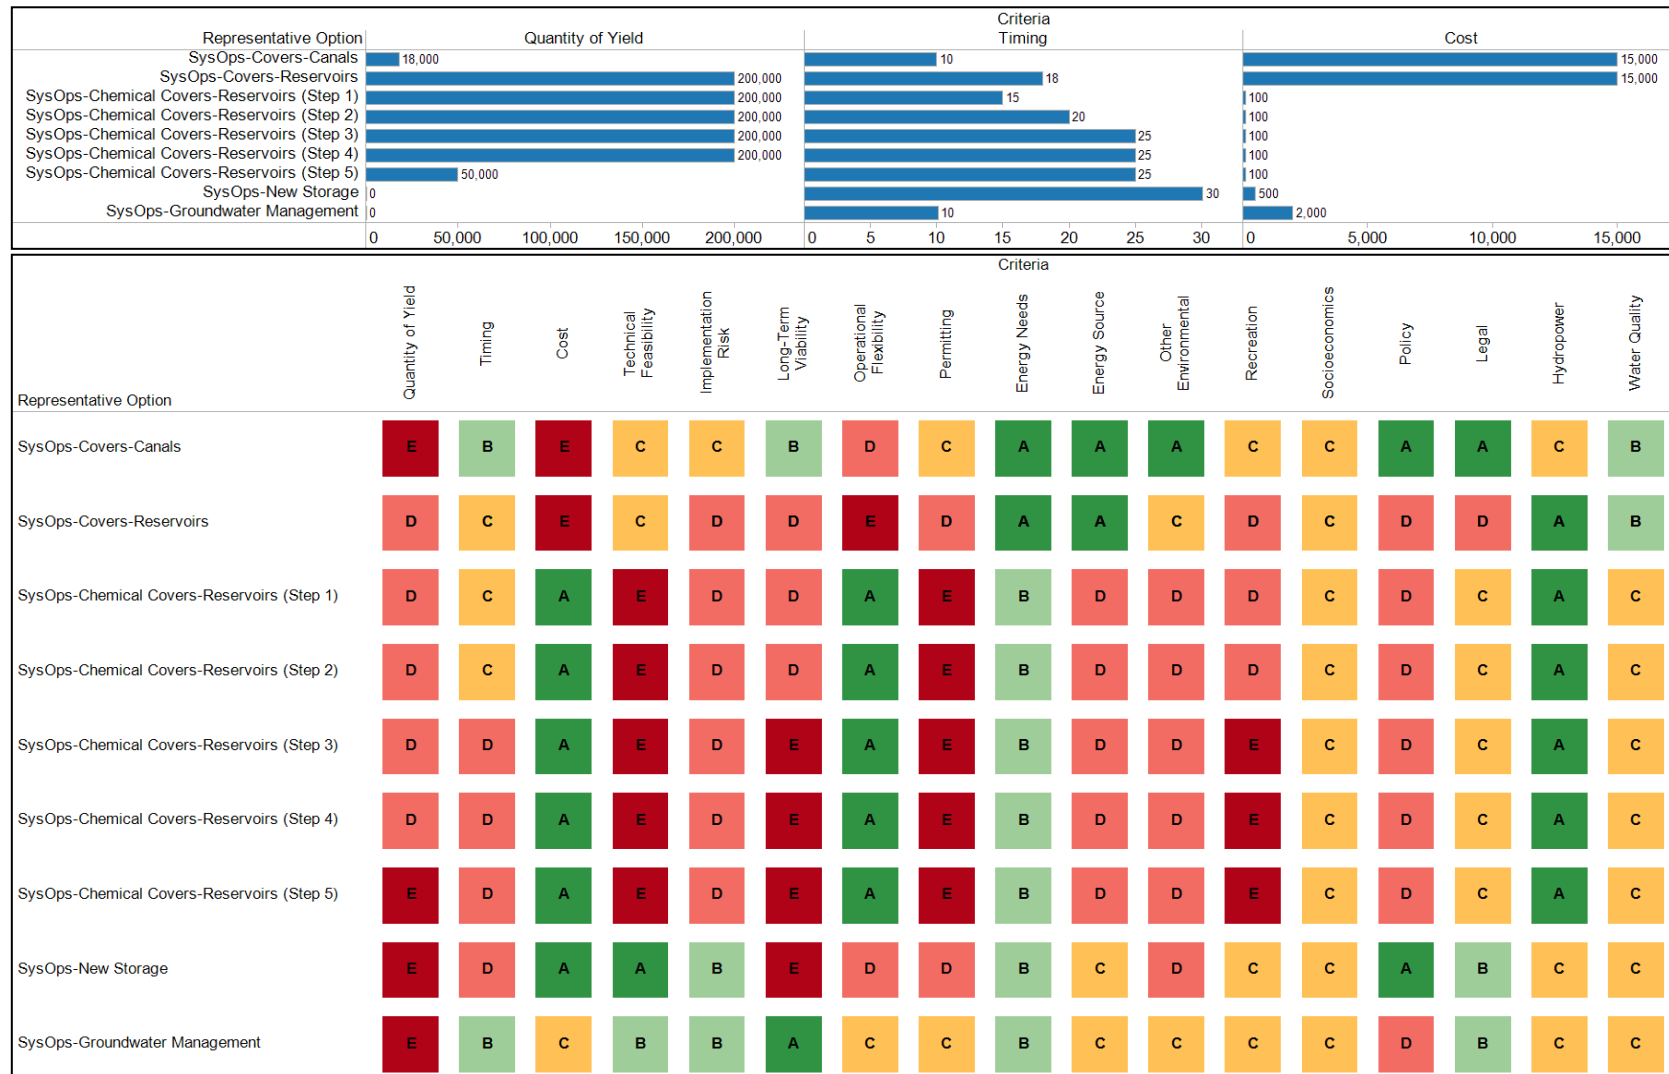 Criteria
Representative Option Quantity of Yield Timing Cost
SysOps-Covers-Canals 18,000 10 15,000
SysOps-Covers-Reservoirs 200,000 18 15,000
SysOps-Chemical Covers-Reservoirs (Step 1) 200,000 15 100
SysOps-Chemical Covers-Reservoirs (Step 2) 200,000 20 100
SysOps-Chemical Covers-Reservoirs (Step 3) 200,000 25 100
SysOps-Chemical Covers-Reservoirs (Step 4) 200,000 25 100
SysOps-Chemical Covers-Reservoirs (Step 5) 50,000 25 100
SysOps-New Storage 0 30 500
SysOps-Groundwater Management 0 10 2,000
0 50,000 100,000 150,000 200,000 0 5 10 15 20 25 30 0 5,000 10,000 15,000
Criteria
Representative Option
Quantity of Yield
Timing
Cost
Technical
Feasibility
Implementation
Risk
Long-Term
Viability
Operational
Flexibility
Permitting
Energy Needs
Energy Source
Other
Environmental
Recreation
Socioeconomics
Policy
Legal
Hydropower
Water Quality
SysOps-Covers-Canals E B E C C B D C A A A C C A A C B
SysOps-Covers-Reservoirs D C E C D D E D A A C D C D D A B
SysOps-Chemical Covers-Reservoirs (Step 1) D C A E D D A E B D D D C D C A C
SysOps-Chemical Covers-Reservoirs (Step 2) D C A E D D A E B D D D C D C A C
SysOps-Chemical Covers-Reservoirs (Step 3) D D A E D E A E B D D E C D C A C
SysOps-Chemical Covers-Reservoirs (Step 4) D D A E D E A E B D D E C D C A C
SysOps-Chemical Covers-Reservoirs (Step 5) E D A E D E A E B D D E C D C A C
SysOps-New Storage E D A A B E D D B C D C C A B C C
SysOps-Groundwater Management E B C B B A C C B C C C C D B C C